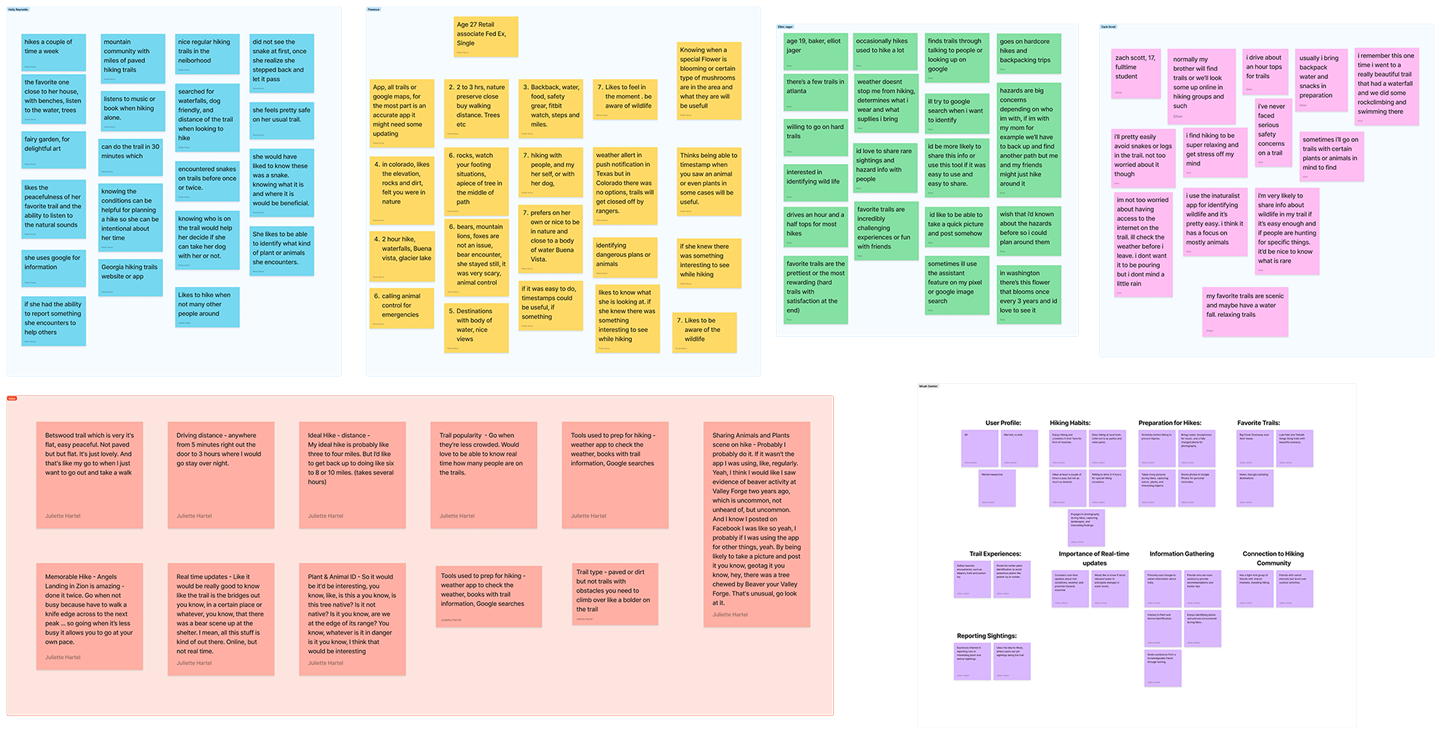 Holly Reynolds
hikes a couple of
time a week
the favorite one
close to her house,
with benches, listen
to the water, trees
fairy garden, for
delightful art
likes the
peacefulness of her
favorite trail and
the ability to listen
to the natural
sounds
she uses google for
information
if she had the ability
to report something
she encounters to
help others
mountain
community with
miles of paved
hiking trails
listens to music or
book when hiking
alone.
can do the trail in 30
minutes which
knowing the
conditions can be
helpful for planning
a hike so she can be
intentional about
her time
Georgia hiking trails
website or app
nice regular hiking
trails in the
neiborhood
searched for
waterfalls, dog
friendly, and
distance of the trail
when looking to
hike
encountered snakes
on trails before once
or twice.
knowing who is on
the trail would help
her decide if she
can take her dog
with her or not.
Likes to hike when
not many other
people around
did not see the
snake at first, once
she realize she
stepped back and
let it pass
she feels pretty safe
on her usual trail.
she would have
liked to know these
was a snake.
knowing what it is
and where it is
would be beneficial.
She likes to be able
to identify what kind
of plant or animals
she encounters.
Age 27 Retail
associate Fed Ex,
Single
Knowing when a
special Flower is
blooming or certain
type of mushrooms
are in the area and
what they are will
be usefull
App, all trails or
google maps, for
the most part is an
accurate app it
might need some
updating
4. in colorado, likes
the elevation,
rocks and dirt,
felt you were in
nature
4. 2 hour hike,
waterfalls, Buena
vista, glacier lake
6. calling animal
control for
emergencies
2. 2 to 3 hrs, nature
preserve close
buy walking
distance. Trees
etc
6. rocks, watch
your footing
situations,
apiece of tree in
the middle of
path
6. bears, mountain
lions, foxes are
not an issue,
bear encounter,
she stayed still, it
was very scary,
animal control
5. Destinations
with body of
water, nice
views
3. Backback, water,
food, safety
grear, fitbit
watch, steps and
miles.
7. hiking with
people, and my
her self, or with
her dog,
7. prefers on her
own or nice to be
in nature and
close to a body
of water Buena
Vista.
if it was easy to do,
timestamps could
be useful, if
something
7. Likes to feel in
the moment . be
aware of wildlife
weather alert in
push notification in
Texas but in
Colorado there was
no options, trails will
get closed off by
rangers.
identifying
dangerous plans or
animals
likes to know what
she is looking at. if
she knew there was
something
interesting to see
while hiking
Thinks being able to
timestamp when
you saw an animal
or even plants in
some cases will be
useful.
if she knew there
was something
interesting to see
while hiking
7. Likes to be
aware of the
wildlife
age 19, baker, elliot
jager
there's a few trails in
atlanta
willing to go on hard
trails
interested in
identifying wild life
drives an hour and a
half tops for most
hikes
favorite trails are the
prettiest or the most
rewarding (hard
trails with
satisfaction at the
end)
occasionally hikes
used to hike a lot
weather doesnt
stop me from hiking,
determines what i
wear and what
supllies i bring
id love to share rare
sightings and
hazard info with
people
favorite trails are
incredibly
challenging
experiences or fun
with friends
finds trails through
talking to people or
looking up on
google
ill try to google
search when i want
to identify
id be more likely to
share this info or
use this tool if it was
easy to use and
easy to share.
id like to be able to
take a quick picture
and post somehow
sometimes ill use
the assistant
feature on my pixel
or google image
search
goes on hardcore
hikes and
backpacking trips
hazards are big
concerns
depending on who
im with, if im with
my mom for
example we'll have
to back up and find
another path but me
and my friends
might just hike
around it
wish that i'd known
about the hazards
before so i could
plan around them
in washington
there's this flower
that blooms once
every 3 years and id
love to see it
zach scott, 17,
fulltime
student
normally my
brother will find
trails or we'll look
some up online in
hiking groups and
such
i drive about
an hour tops
for trails
usually i bring
backpack
water and
snacks in
preparation
i remember this one
time i went to a
really beautiful trail
that had a waterfall
and we did some
rockclimbing and
swimming there
i'll pretty easily
avoid snakes or logs
in the trail. not too
worried about it
though
i find hiking to be
super relaxing and
get stress off my
mind
i've never
faced
serious
safety
concerns
on a trail
sometimes i'll go on
trails with certain
plants or animals in
mind to find
im not too worried
about having
access to the
internet on the
trail. ill check the
weather before i
leave. i dont want
it to be pouring
but i dont mind a
little rain
i use the inaturalist
app for identifying
wildlife and it's
pretty easy. i think it
has a focus on
mostly animals
i'm very likely to
share info about
wildlife in my trail if
it's easy enough and
if people are hunting
for specific things.
it'd be nice to know
what is rare
my favorite trails are scenic
and maybe have a water
fall. relaxing trails
Betswood trail which is very it's
flat, easy peaceful. Not paved
but but flat. It's just lovely. And
that's like my go to when I just
want to go out and take a walk
Juliette Hartel
Driving distance - anywhere
from 5 minutes right out the
door to 3 hours where I would
go stay over night.
Juliette Hartel
Ideal Hike - distance -
My ideal hike is probably like
three to four miles. But I'd like
to get back up to doing like six
to 8 or 10 miles. (takes several
hours)
Juliette Hartel
Trail popularity - Go when
they're less crowded. Would
love to be able to know real
time how many people are on
the trails.
Juliette Hartel
Tools used to prep for hiking -
weather app to check the
weather, books with trail
information, Google searches
Juliette Hartel
Sharing Animals and Plants
scene on hike - Probably I
probably do it. If it wasn't the
app I was using, like, regularly.
Yeah, I think I would like I saw
evidence of beaver activity at
Valley Forge two years ago,
which is uncommon, not
unheard of, but uncommon.
And I know I posted on
Facebook I was like so yeah, I
probably if I was using the app
for other things, yeah. By being
likely to take a picture and post
it you know, geotag it you
know, hey, there was a tree
chewed by Beaver your Valley
Forge. That's unusual, go look
at it.
Juliette Hartel
Memorable Hike - Angels
Landing in Zion is amazing -
done it twice. Go when not
busy because have to walk a
knife edge across to the next
peak ... so going when it's less
busy it allows you to go at your
own pace.
Juliette Hartel
Real time updates - Like it
would be really good to know
like the trail is the bridges out
you know, in a certain place or
whatever, you know, that there
was a bear scene up at the
shelter. I mean, all this stuff is
kind of out there. Online, but
not real time.
Juliette Hartel
Plant & Animal ID - So it would
be it'd be interesting, you
know, like, is this a you know, is
this tree native? Is it not
native? Is it you know, are we
at the edge of its range? You
know, whatever is it in danger
is it you know, I think that
would be interesting
Juliette Hartel
Tools used to prep for hiking -
weather app to check the
weather, books with trail
information, Google searches
Juliette Hartel
Trail type - paved or dirt
but not trails with
obstacles you need to
climb over like a bolder on
the trail
Juliette Hartel
User Profile:
Hiking Habits:
Preparation for Hikes:
Favorite Trails:
Trail Experiences:
Importance of Real-time
updates
Information Gathering
Connection to Hiking
Community
Reporting Sightings: